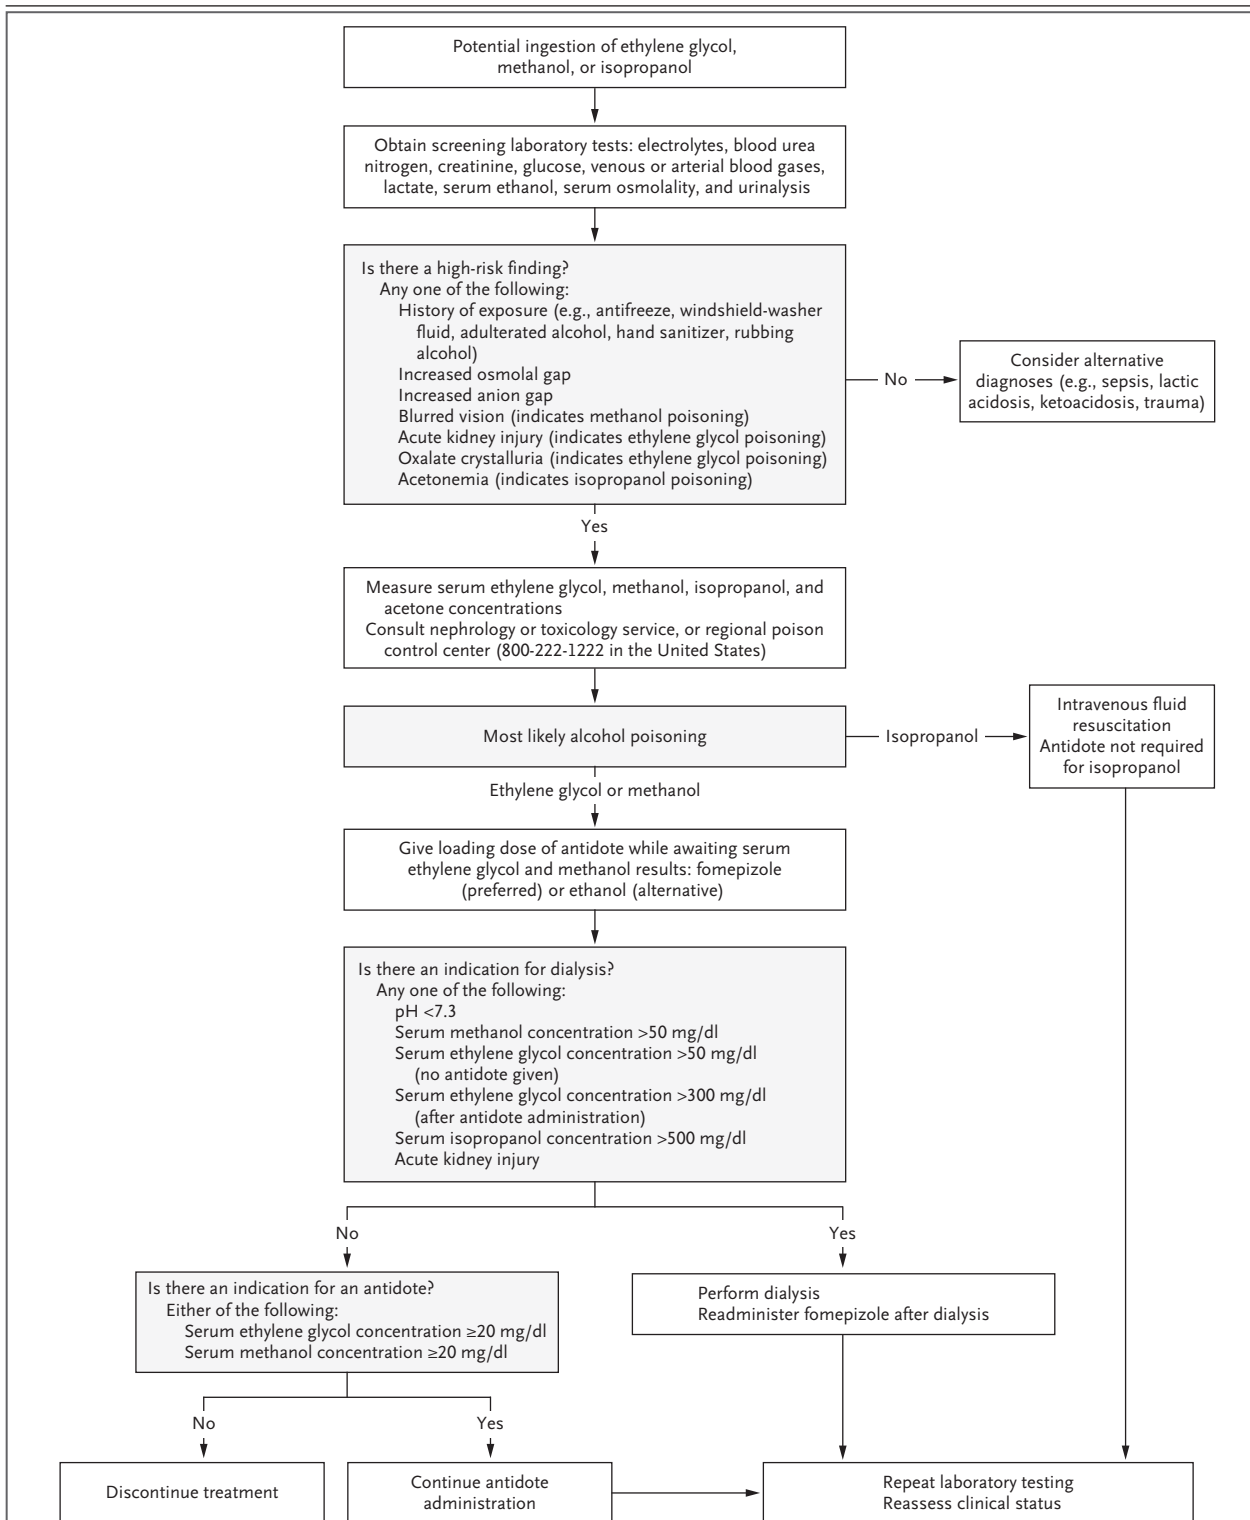 Potential ingestion of ethylene glycol,
methanol, or isopropanol
Obtain screening laboratory tests: electrolytes, blood urea
nitrogen, creatinine, glucose, venous or arterial blood gases,
lactate, serum ethanol, serum osmolality, and urinalysis
Is there a high-risk finding?
Any one of the following:
History of exposure (e.g., antifreeze, windshield-washer
fluid, adulterated alcohol, hand sanitizer, rubbing
alcohol)
Increased osmolal gap
Increased anion gap
Blurred vision (indicates methanol poisoning)
Acute kidney injury (indicates ethylene glycol poisoning)
Oxalate crystalluria (indicates ethylene glycol poisoning)
Acetonemia (indicates isopropanol poisoning)
No
Consider alternative
diagnoses (e.g., sepsis, lactic
acidosis, ketoacidosis, trauma)
Yes
Measure serum ethylene glycol, methanol, isopropanol, and
acetone concentrations
Consult nephrology or toxicology service, or regional poison
control center (800-222-1222 in the United States)
Most likely alcohol poisoning
Isopropanol
Intravenous fluid
resuscitation
Antidote not required
for isopropanol
Ethylene glycol or methanol
Give loading dose of antidote while awaiting serum
ethylene glycol and methanol results: fomepizole
(preferred) or ethanol (alternative)
Is there an indication for dialysis?
Any one of the following:
pH <7.3
Serum methanol concentration >50 mg/dl
Serum ethylene glycol concentration >50 mg/dl
(no antidote given)
Serum ethylene glycol concentration >300 mg/dl
(after antidote administration)
Serum isopropanol concentration >500 mg/dl
Acute kidney injury
No
Yes
Is there an indication for an antidote?
Either of the following:
Serum ethylene glycol concentration ≥20 mg/dl
Serum methanol concentration ≥20 mg/dl
Perform dialysis
Readminister fomepizole after dialysis
No
Yes
Discontinue treatment
Continue antidote
administration
Repeat laboratory testing
Reassess clinical status